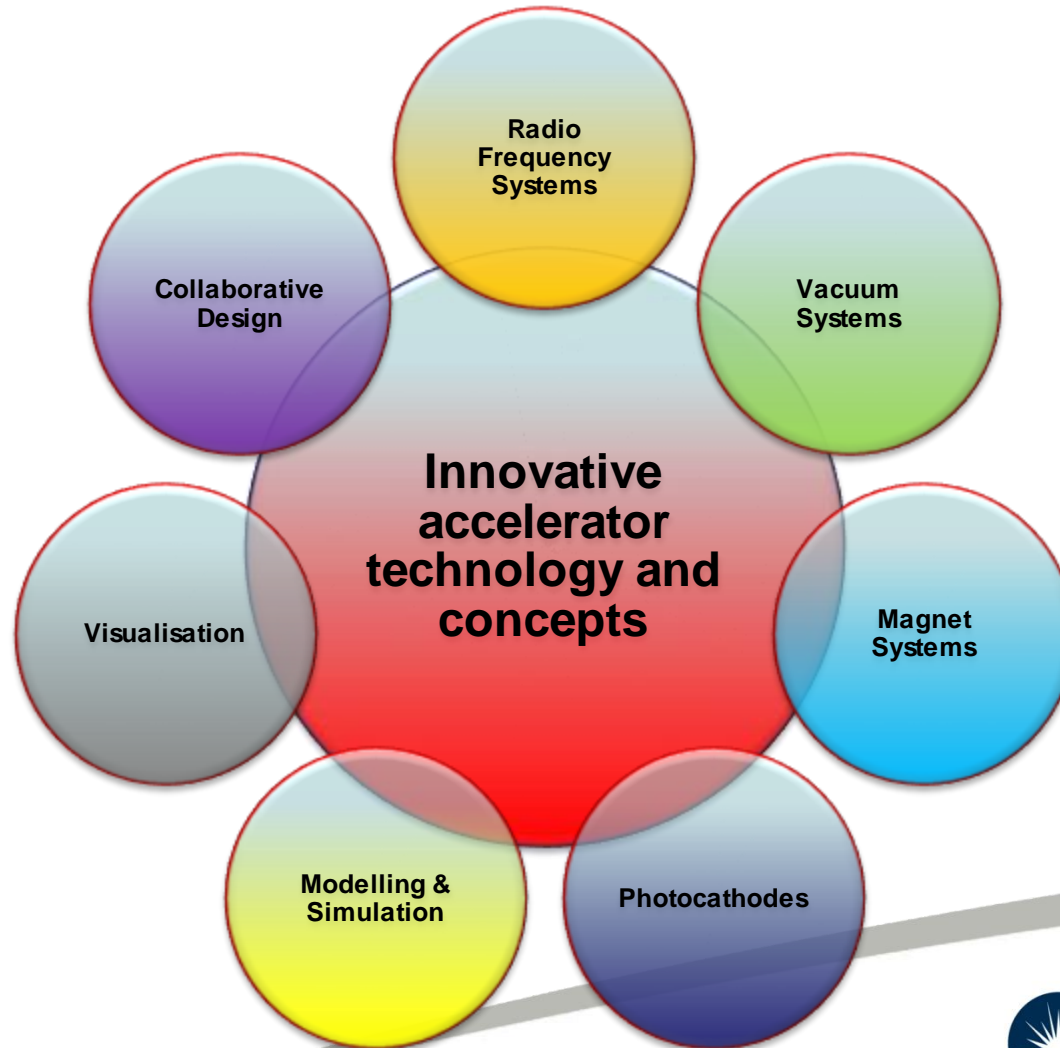 Radio
Frequency
Systems
Collaborative
Design
Vacuum
Systems
Innovative
accelerator
technology and
concepts
Visualisation
Magnet
Systems
Modelling &
Simulation
Photocathodes